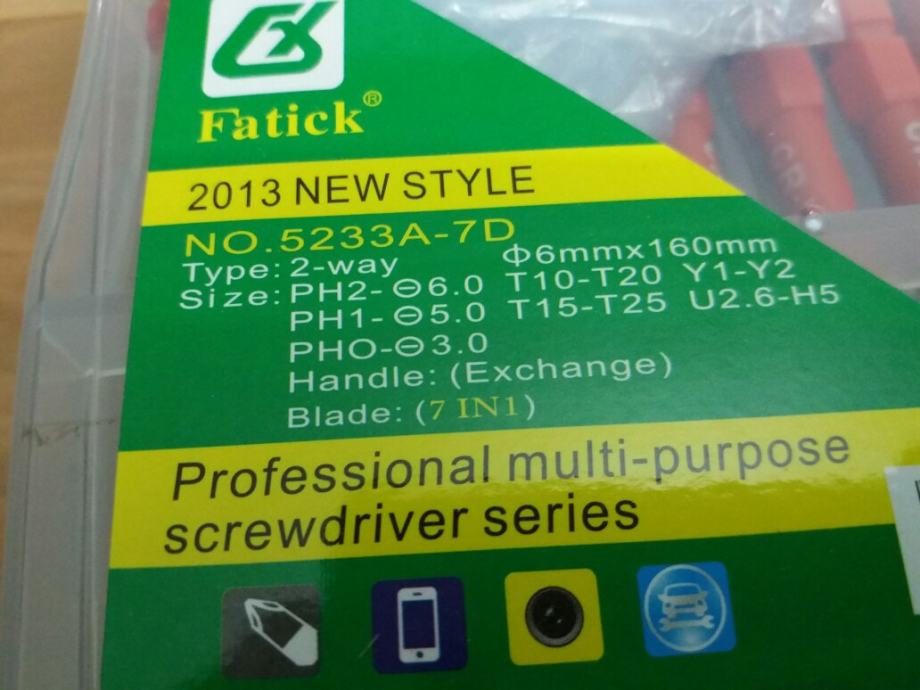 Fatick®
2013 NEW STYLE
NO.5233A-7D
Type: 2-way Φ6mmx160mm
Size: PH2-⊖6.0 T10-T20 Y1-Y2
PH1-⊖5.0 T15-T25 U2.6-H5
PHO-⊖3.0
Handle: (Exchange)
Blade: (7 IN1)
Professional multi-purpose
screwdriver series